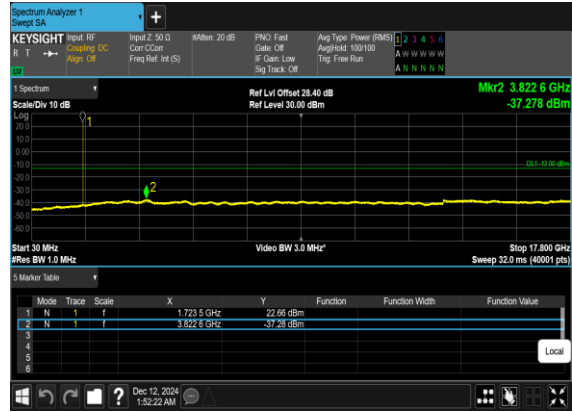 Spectrum Analyzer 1
Swept SA
+
KEYSIGHT
R T
Input: RF
Coupling: DC
Align: Off
Input Z: 50 Ω
Corr CCorr
Freq Ref: Int (S)
#Atten: 20 dB
PNO: Fast
Gate: Off
IF Gain: Low
Sig Track: Off
Avg Type: Power (RMS)
Avg|Hold: 100/100
Trig: Free Run
1 2 3 4 5 6
A W W W W W
A N N N N N
1 Spectrum
Scale/Div 10 dB
Ref Lvl Offset 28.40 dB
Ref Level 30.00 dBm
Mkr2 3.822 6 GHz
-37.278 dBm
Log
1
20.0
10.0
0.00
-10.0
DL1 -13.00 dBm
-20.0
2
-30.0
-40.0
-50.0
-60.0
Start 30 MHz
#Res BW 1.0 MHz
Video BW 3.0 MHz*
Stop 17.800 GHz
Sweep 32.0 ms (40001 pts)
5 Marker Table
Mode Trace Scale X Y Function Function Width Function Value
1 N 1 f 1.723 5 GHz 22.66 dBm
2 N 1 f 3.822 6 GHz -37.28 dBm
3
4
5
6
Local
?
Dec 12, 2024
1:52:22 AM